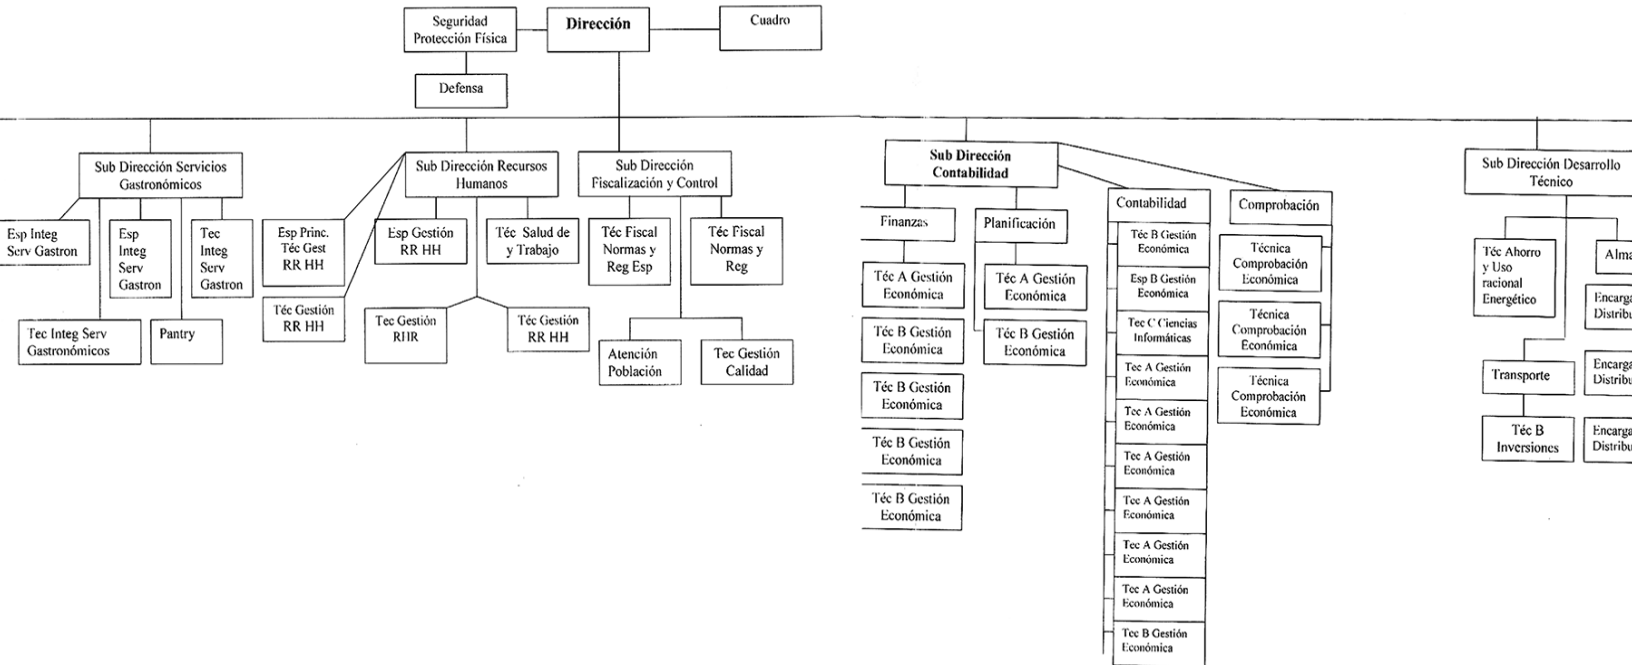 Seguridad
Protección Física
Dirección
Cuadro
Defensa
Sub Dirección Servicios
Gastronómicos
Sub Dirección Recursos
Humanos
Sub Dirección
Fiscalización y Control
Sub Dirección
Contabilidad
Sub Dirección Desarrollo
Técnico
Esp Integ
Serv Gastron
Esp
Integ
Serv
Gastron
Tec
Integ
Serv
Gastron
Tec Integ Serv
Gastronómicos
Pantry
Esp Princ.
Téc Gest
RR HH
Esp Gestión
RR HH
Téc Salud de
y Trabajo
Téc Gestión
RR HH
Tec Gestión
RHR
Téc Gestión
RR HH
Téc Fiscal
Normas y
Reg Esp
Téc Fiscal
Normas y
Reg
Atención
Población
Tec Gestión
Calidad
Finanzas
Téc A Gestión
Económica
Téc B Gestión
Económica
Téc B Gestión
Económica
Téc B Gestión
Económica
Téc B Gestión
Económica
Planificación
Téc A Gestión
Económica
Téc B Gestión
Económica
Contabilidad
Téc B Gestión
Económica
Esp B Gestión
Económica
Tec C Ciencias
Informáticas
Tec A Gestión
Económica
Tec A Gestión
Económica
Tec A Gestión
Económica
Tec A Gestión
Económica
Tec A Gestión
Económica
Tec A Gestión
Económica
Tec B Gestión
Económica
Comprobación
Técnica
Comprobación
Económica
Técnica
Comprobación
Económica
Técnica
Comprobación
Económica
Téc Ahorro
y Uso
racional
Energético
Transporte
Téc B
Inversiones
Alma
Encarga
Distribu
Encarga
Distribu
Encarga
Distribu